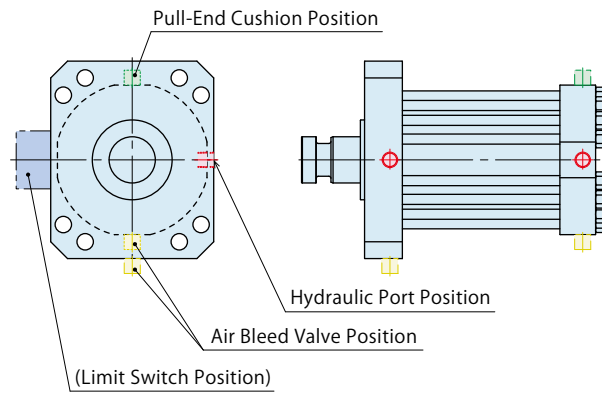 Pull-End Cushion Position
Hydraulic Port Position
Air Bleed Valve Position
(Limit Switch Position)